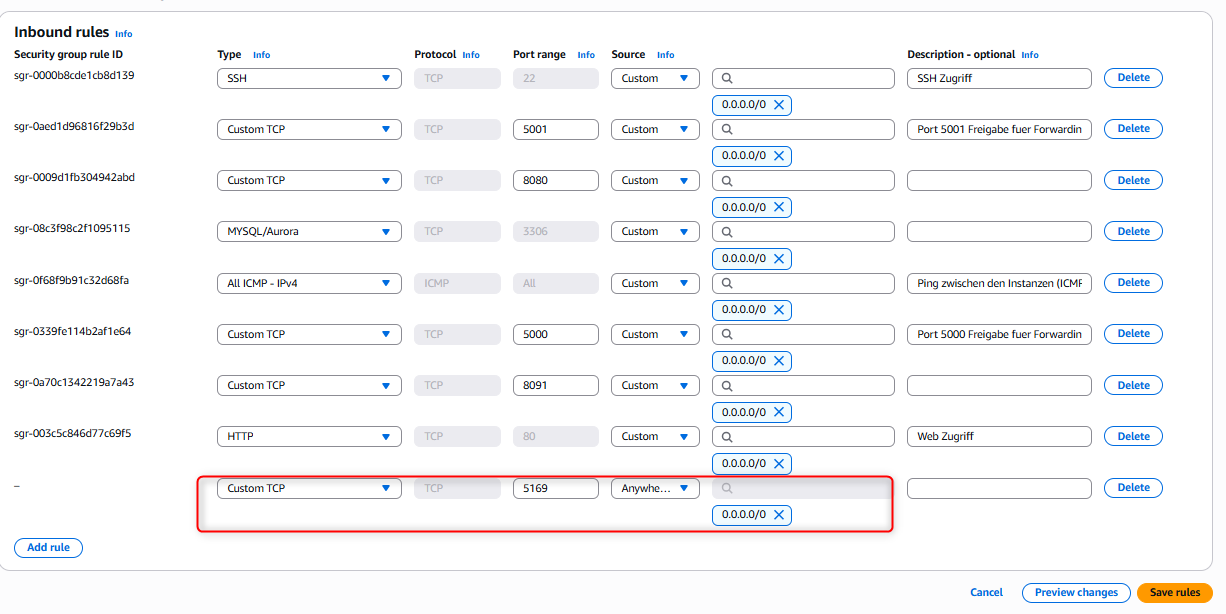 Inbound rules Info
Security group rule ID Type Info Protocol Info Port range Info Source Info Description - optional Info
sgr-0000b8cde1cb8d139 SSH TCP 22 Custom SSH Zugriff Delete
0.0.0.0/0
sgr-0aed1d96816f29b3d Custom TCP TCP 5001 Custom Port 5001 Freigabe fuer Forwardin Delete
0.0.0.0/0
sgr-0009d1fb304942abd Custom TCP TCP 8080 Custom Delete
0.0.0.0/0
sgr-08c3f98c2f1095115 MYSQL/Aurora TCP 3306 Custom Delete
0.0.0.0/0
sgr-0f68f9b91c32d68fa All ICMP - IPv4 ICMP All Custom Ping zwischen den Instanzen (ICMP Delete
0.0.0.0/0
sgr-0339fe114b2af1e64 Custom TCP TCP 5000 Custom Port 5000 Freigabe fuer Forwardin Delete
0.0.0.0/0
sgr-0a70c1342219a7a43 Custom TCP TCP 8091 Custom Delete
0.0.0.0/0
sgr-003c5c846d77c69f5 HTTP TCP 80 Custom Web Zugriff Delete
0.0.0.0/0
– Custom TCP TCP 5169 Anywhe... Delete
0.0.0.0/0
Add rule
Cancel Preview changes Save rules